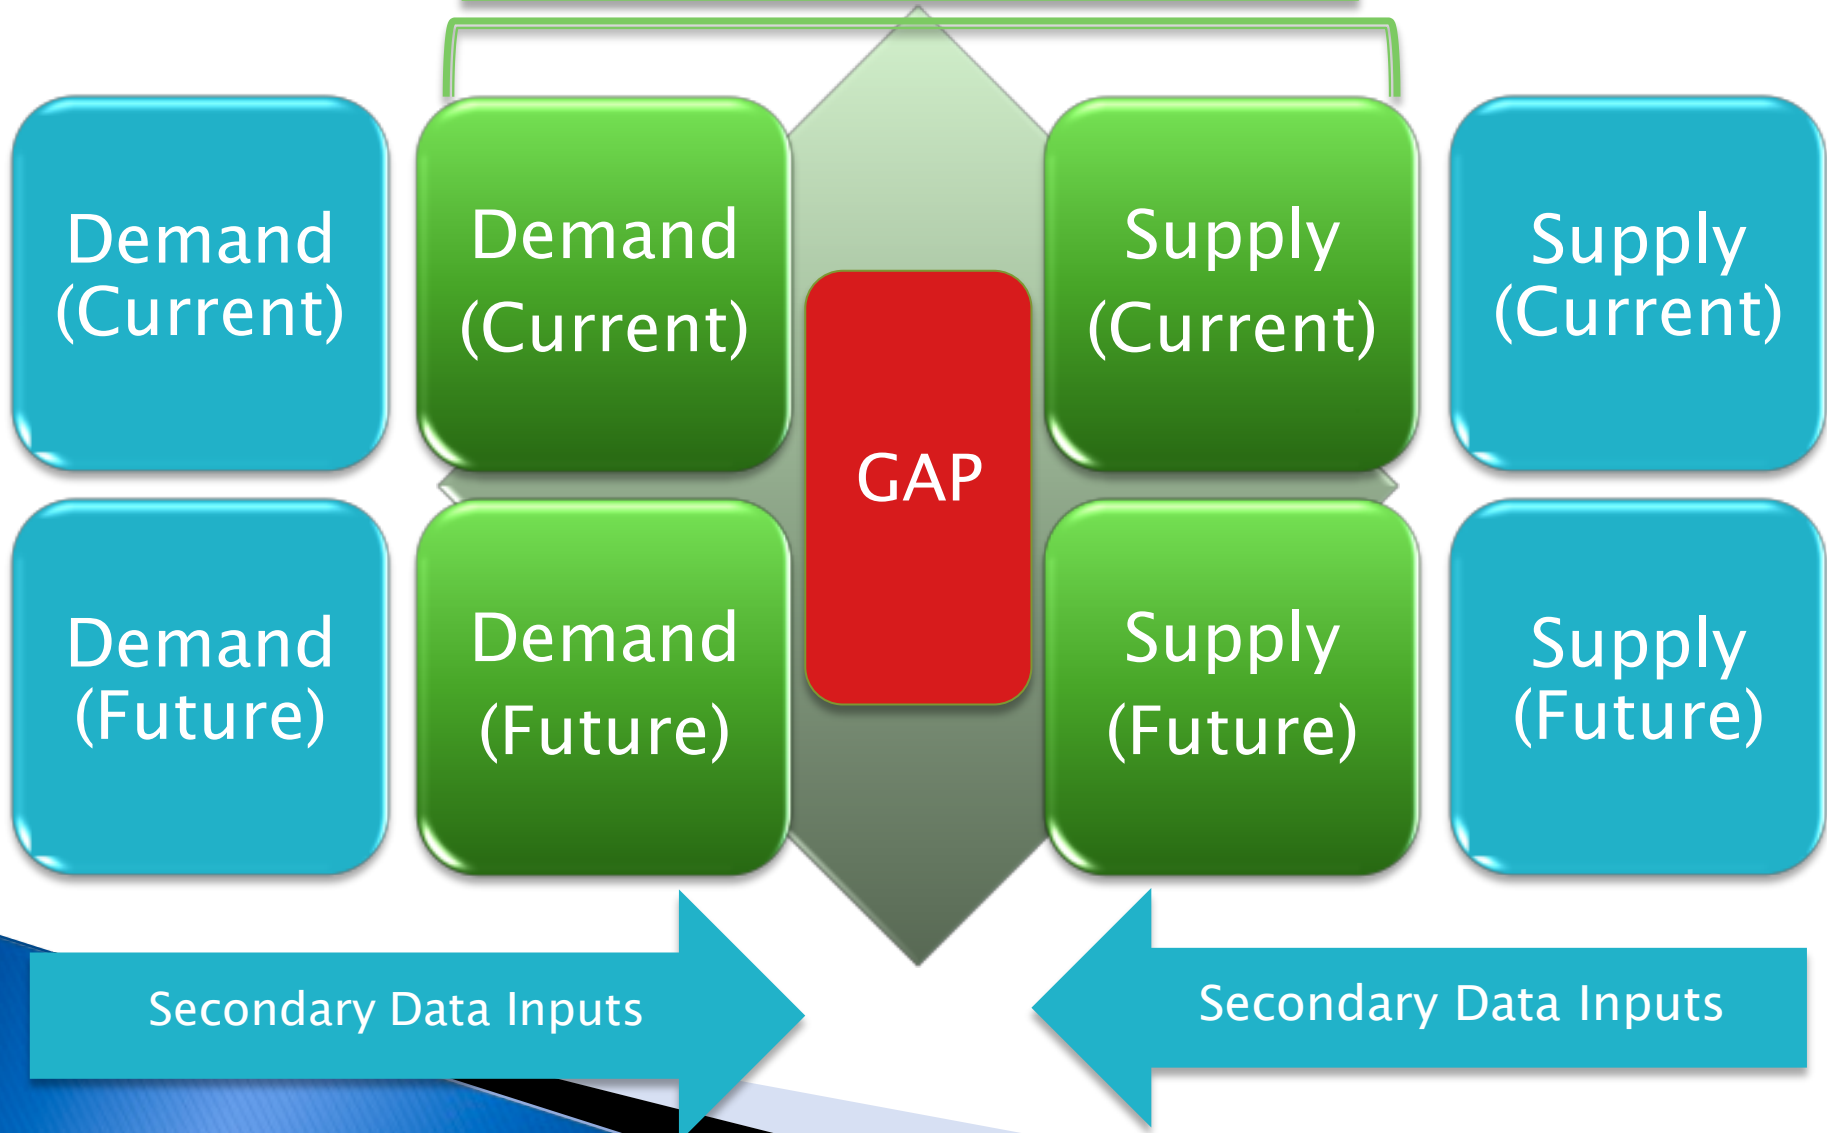 Demand
(Current)
Demand
(Current)
Supply
(Current)
Supply
(Current)
GAP
Demand
(Future)
Demand
(Future)
Supply
(Future)
Supply
(Future)
Secondary Data Inputs
Secondary Data Inputs